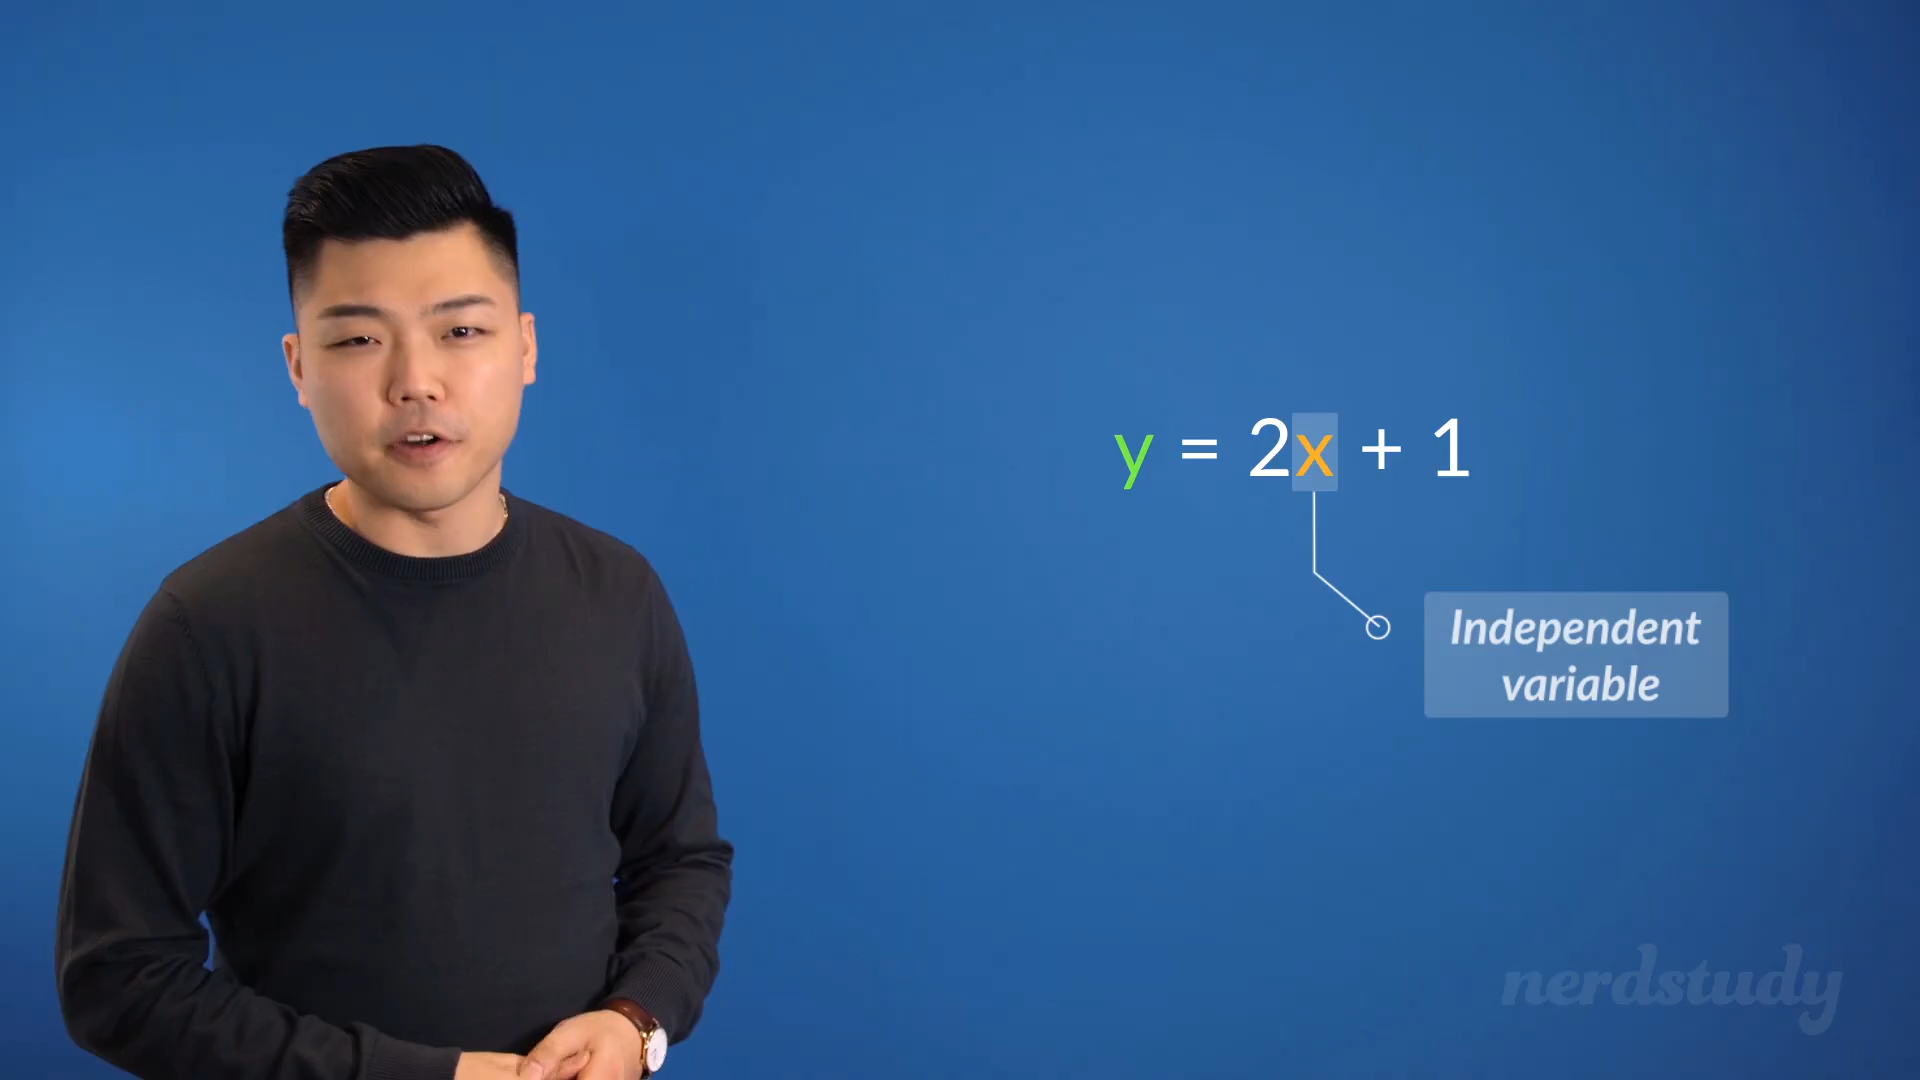 y = 2x + 1
Independent
variable
nerdstudy